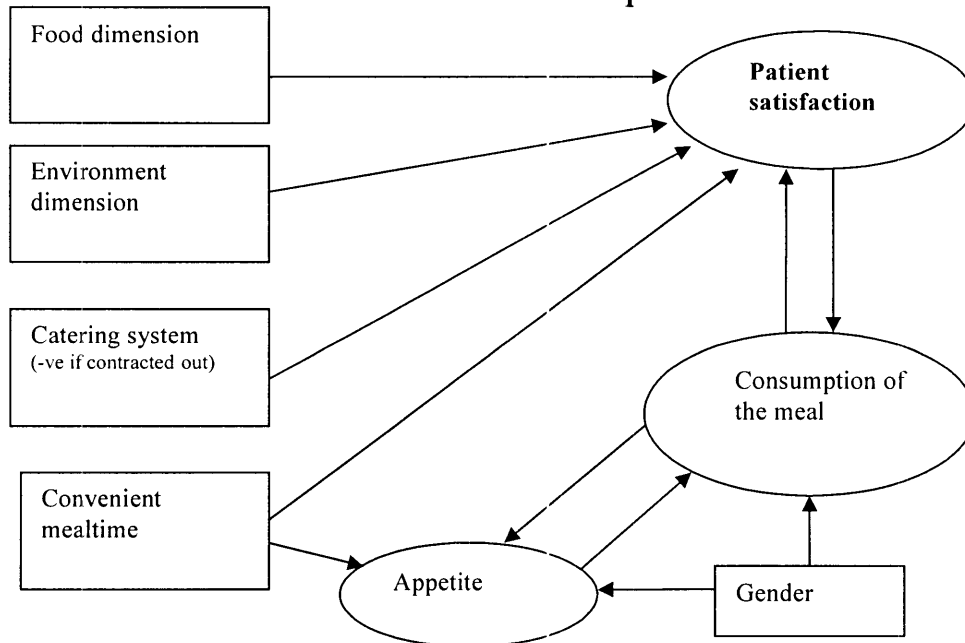 Food dimension
Patient
satisfaction
Environment
dimension
Catering system
(-ve if contracted out)
Consumption of
the meal
Convenient
mealtime
Appetite
Gender